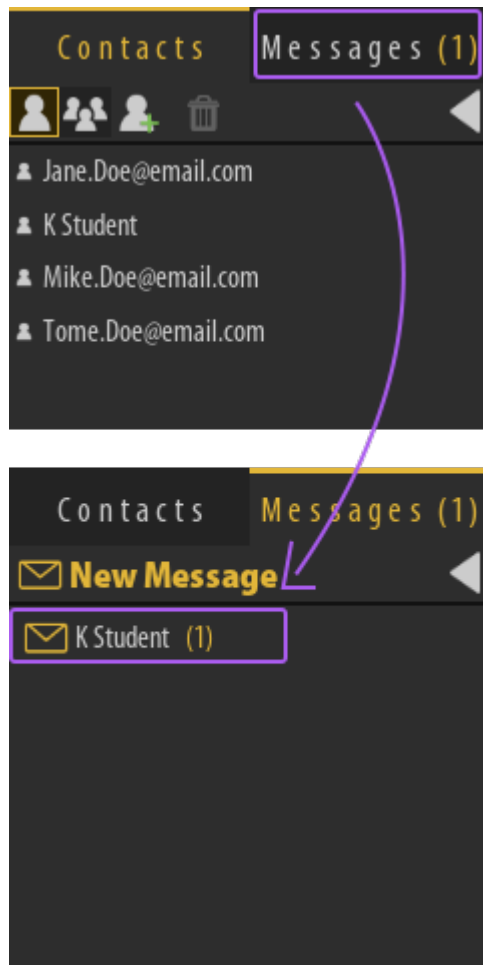 Contacts Messages (1)
Jane.Doe@email.com
K Student
Mike.Doe@email.com
Tome.Doe@email.com
Contacts Messages (1)
New Message
K Student (1)